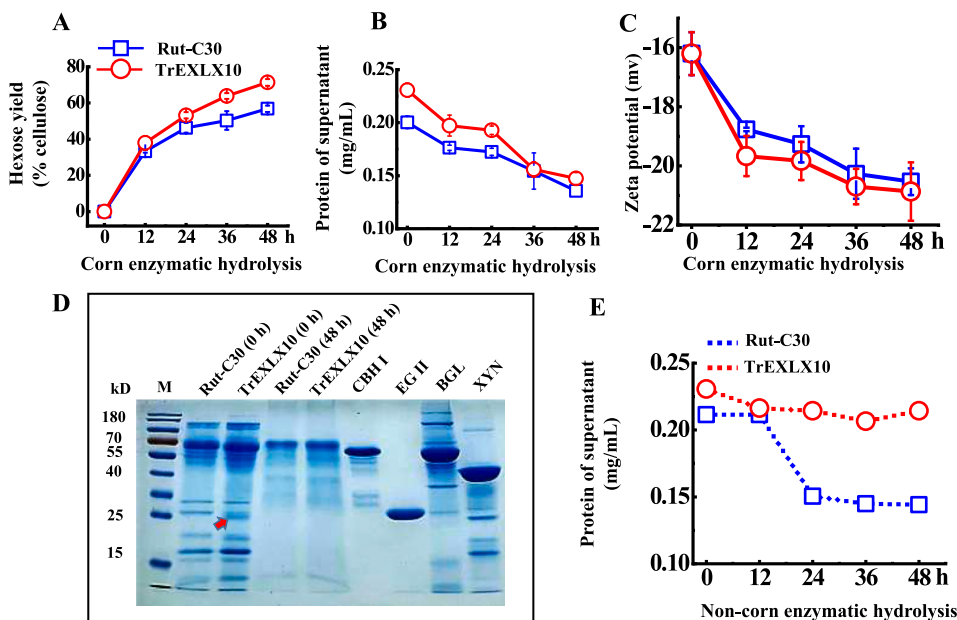 A
Rut-C30
TrEXLX10
Hexose yield
(% cellulose)
80
60
40
20
0
0 12 24 36 48 h
Corn enzymatic hydrolysis
B
Protein of supernatant
(mg/mL)
0.25
0.20
0.15
0.10
0 12 24 36 48 h
Corn enzymatic hydrolysis
C
Zeta potential (mv)
-16
-18
-20
-22
0 12 24 36 48 h
Corn enzymatic hydrolysis
D
kD
M
Rut-C30 (0 h)
TrEXLX10 (0 h)
Rut-C30 (48 h)
TrEXLX10 (48 h)
CBH I
EG II
BGL
XYN
180
70
55
40
25
15
E
Rut-C30
TrEXLX10
Protein of supernatant
(mg/mL)
0.25
0.20
0.15
0.10
0 12 24 36 48 h
Non-corn enzymatic hydrolysis